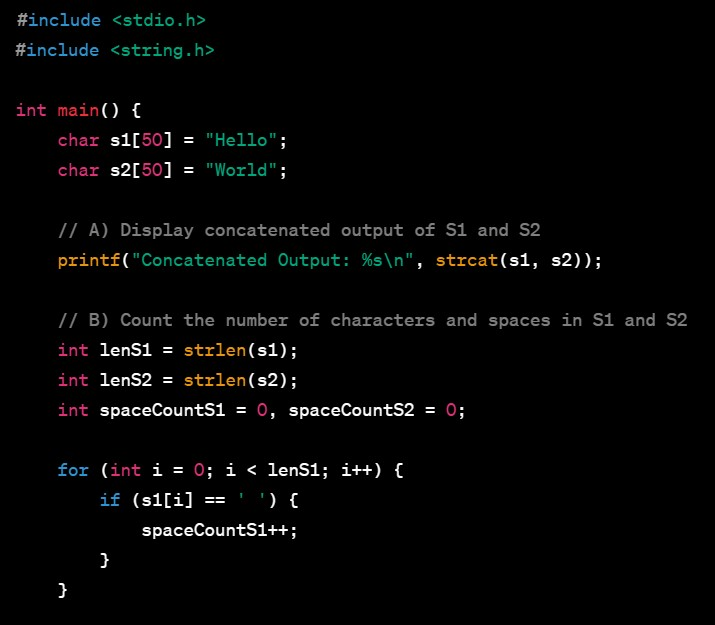 #include <stdio.h>
#include <string.h>
int main() {
char s1[50] = "Hello";
char s2[50] = "World";
// A) Display concatenated output of S1 and S2
printf("Concatenated Output: %s\n", strcat(s1, s2));
// B) Count the number of characters and spaces in S1 and S2
int lenS1 = strlen(s1);
int lenS2 = strlen(s2);
int spaceCountS1 = 0, spaceCountS2 = 0;
for (int i = 0; i < lenS1; i++) {
if (s1[i] == ' ') {
spaceCountS1++;
}
}